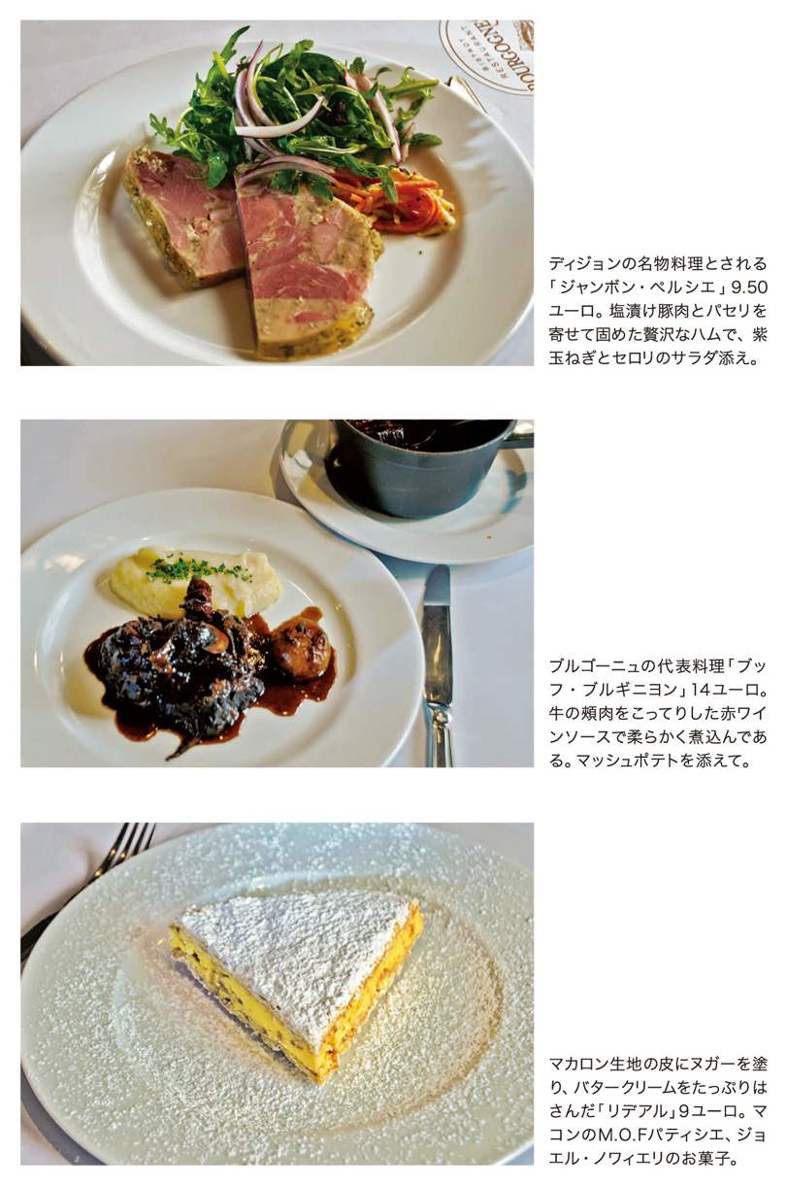 BOURGOGNE
RESTAURANT
BISTROT
ディジョンの名物料理とされる
「ジャンボン・ペルシエ」9.50
ユーロ。塩漬け豚肉とパセリを
寄せて固めた贅沢なハムで、紫
玉ねぎとセロリのサラダ添え。
ブルゴーニュの代表料理「ブッ
フ・ブルギニヨン」14ユーロ。
牛の頰肉をこってりした赤ワイ
ンソースで柔らかく煮込んであ
る。マッシュポテトを添えて。
マカロン生地の皮にヌガーを塗
り、バタークリームをたっぷりは
さんだ「リデアル」9ユーロ。マ
コンのM.O.Fパティシエ、ジョ
エル・ノワィエリのお菓子。